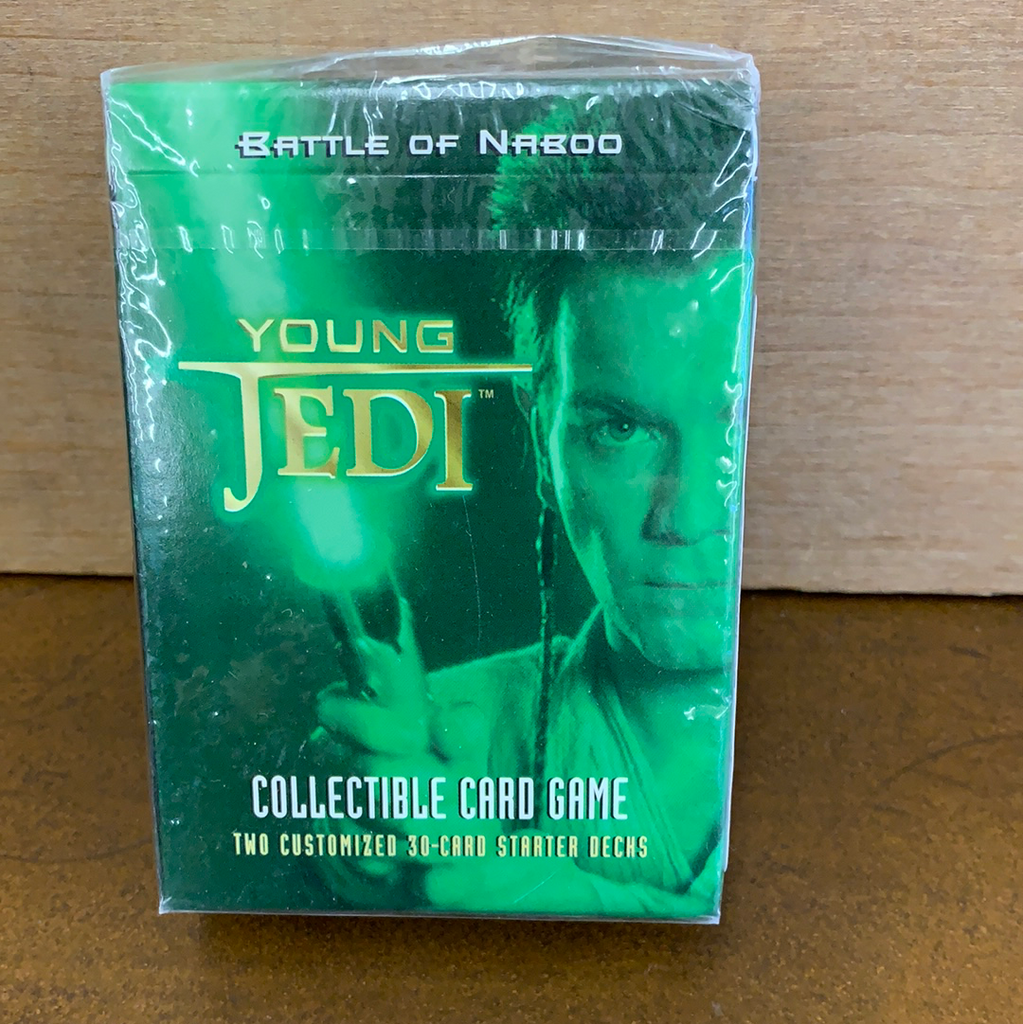 BATTLE OF NABOO
YOUNG
JEDI™
COLLECTIBLE CARD GAME
TWO CUSTOMIZED 30-CARD STARTER DECKS